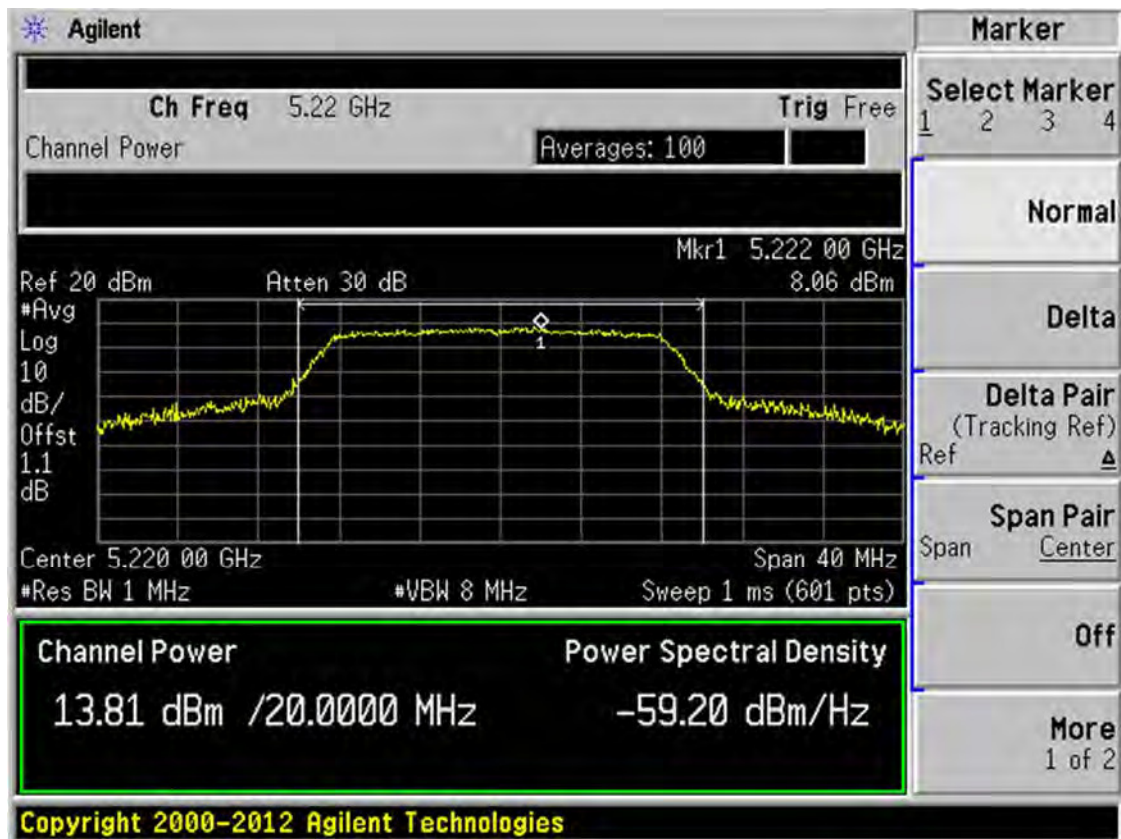 Agilent
Ch Freq 5.22 GHz Trig Free
Channel Power Averages: 100
Mkr1 5.222 00 GHz
Ref 20 dBm Atten 30 dB 8.06 dBm
#Avg
Log
10
dB/
Offst
1.1
dB
1
Center 5.220 00 GHz Span 40 MHz
#Res BW 1 MHz #VBW 8 MHz Sweep 1 ms (601 pts)
Channel Power Power Spectral Density
13.81 dBm /20.0000 MHz -59.20 dBm/Hz
Copyright 2000-2012 Agilent Technologies
Marker
Select Marker
1 2 3 4
Normal
Delta
Delta Pair
(Tracking Ref)
Ref Δ
Span Pair
Span Center
Off
More
1 of 2